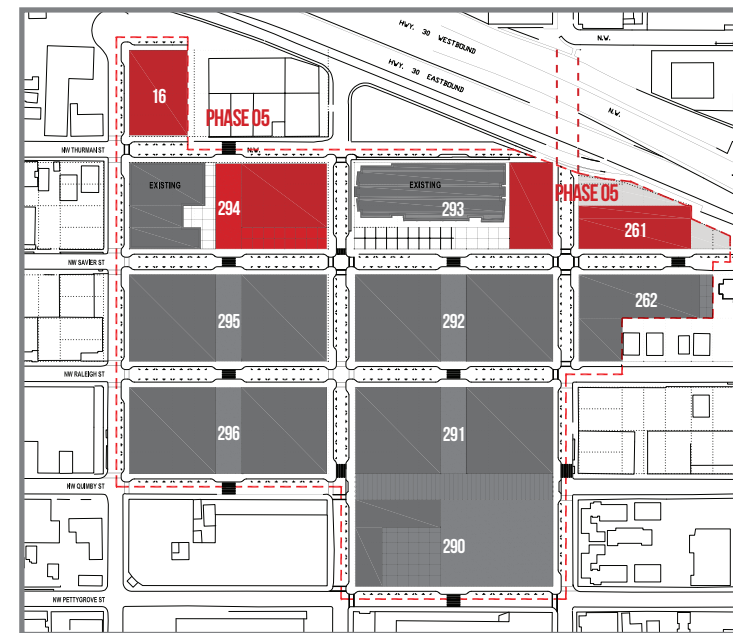 HWY. 30 WESTBOUND
N.W.
HWY. 30 EASTBOUND
16
PHASE 05
N.W.
NW THURMAN ST
N.W.
EXISTING
294
EXISTING
293
PHASE 05
261
NW SAVIER ST
295
292
262
NW RALEIGH ST
296
291
NW QUIMBY ST
290
NW PETTYGROVE ST